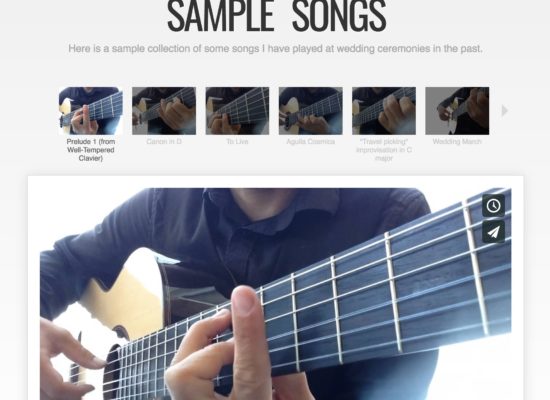 SAMPLE SONGS
Here is a sample collection of some songs I have played at wedding ceremonies in the past.
Prelude 1 (from
Well-Tempered
Clavier)
Canon in D
To Live
Aguila Cosmica
"Travel picking"
improvisation in C
major
Wedding March